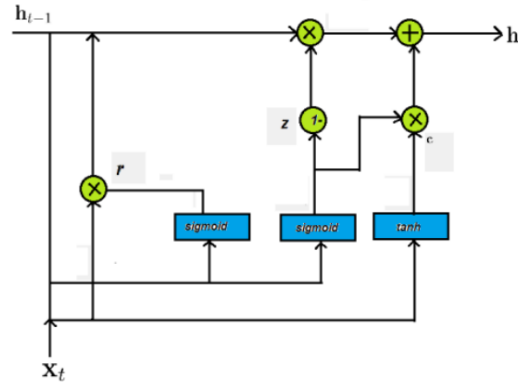 h_{t-1}
h
z
1-
r
c
sigmoid
sigmoid
tanh
x_t